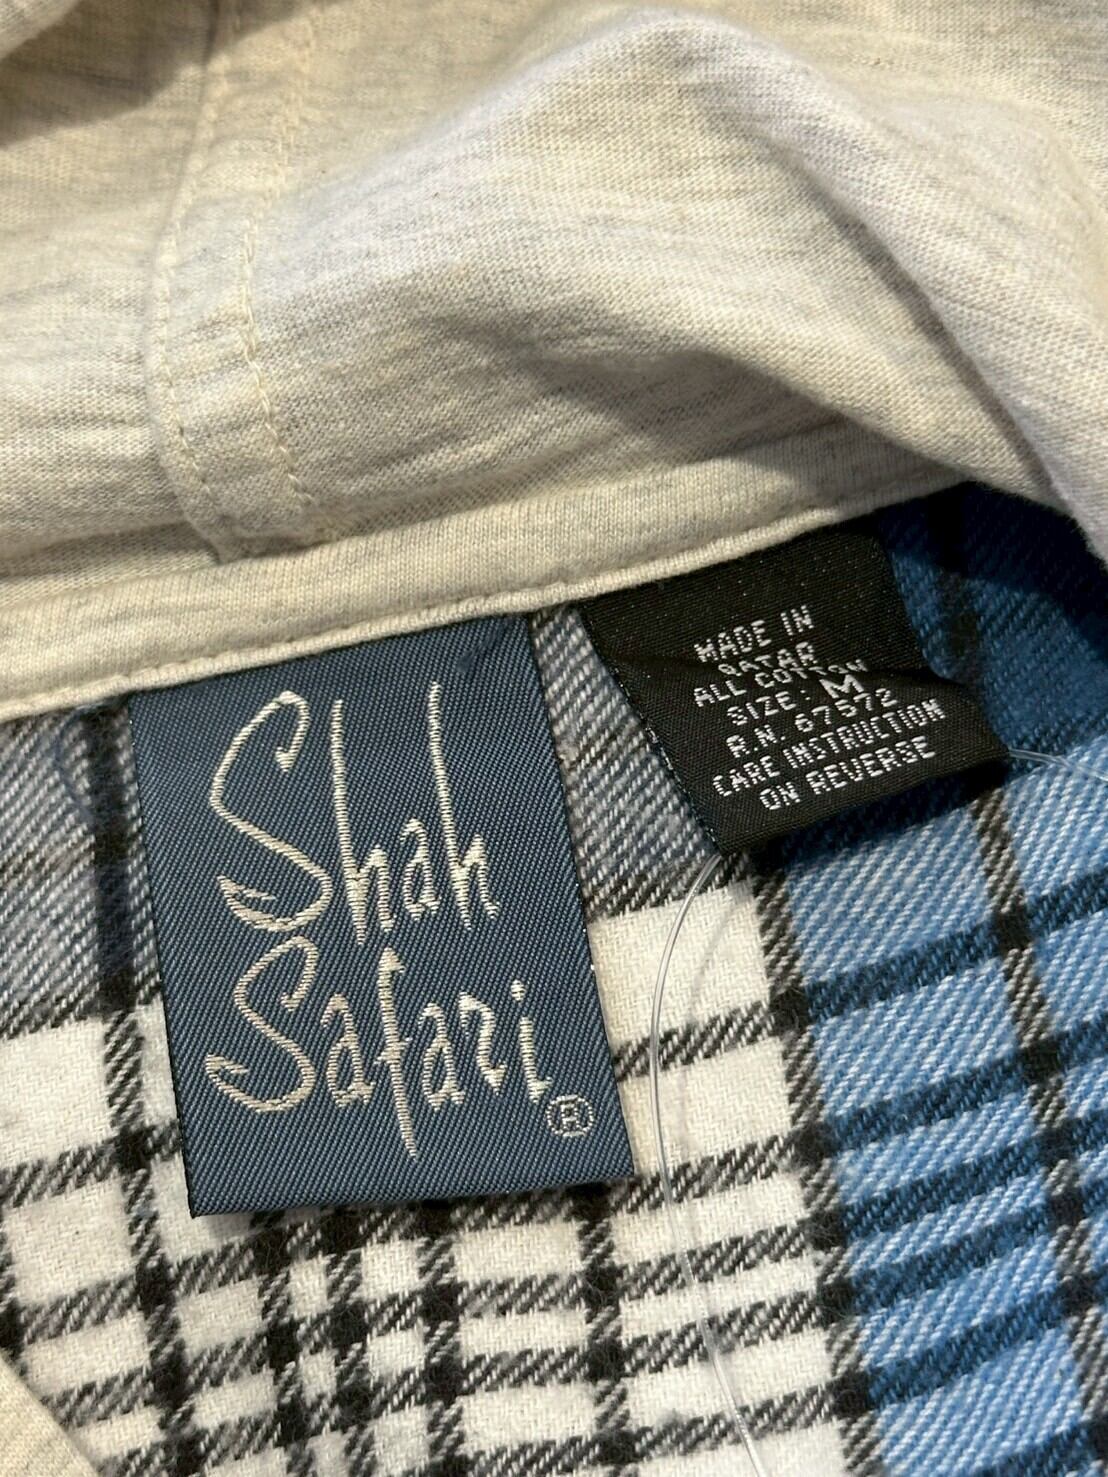 Shah
Safari
®
MADE IN
QATAR
ALL COTTON
SIZE: M
R.N. 67572
CARE INSTRUCTION
ON REVERSE